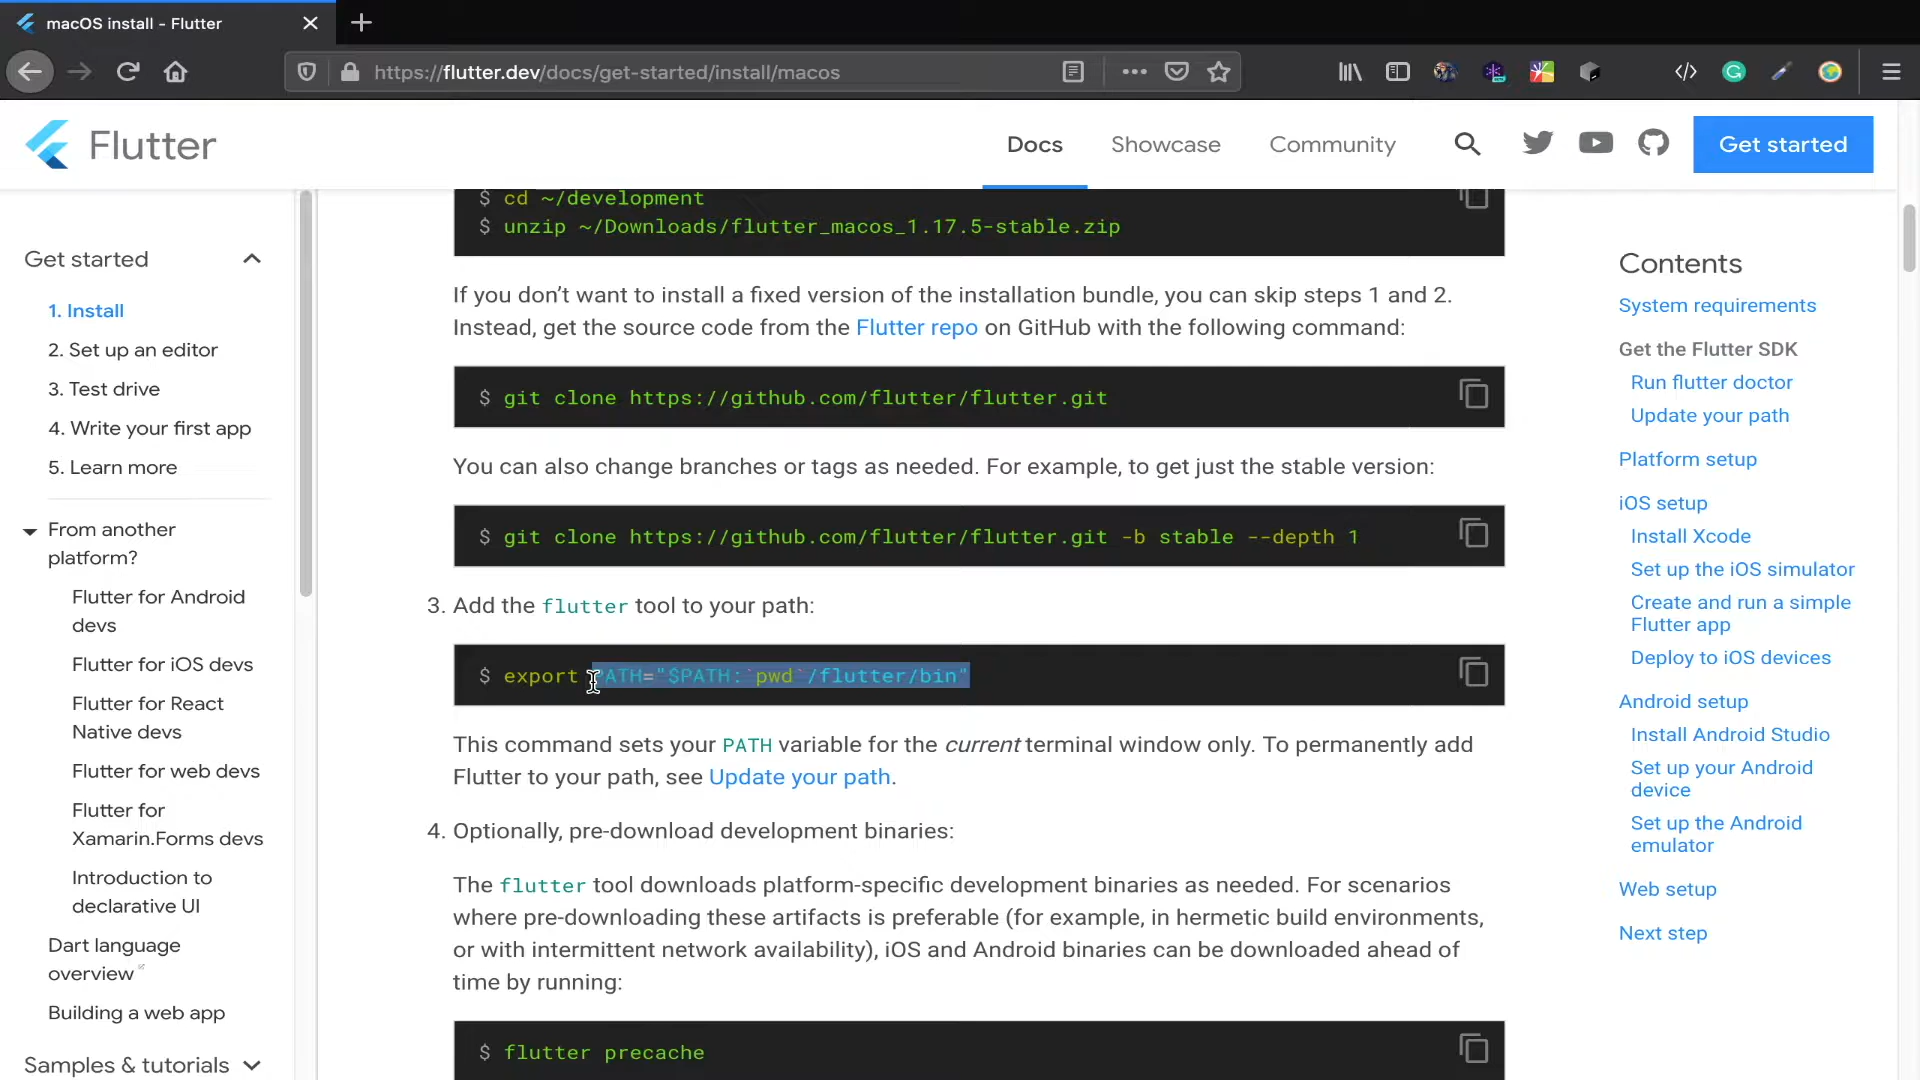 macOS install - Flutter
https://flutter.dev/docs/get-started/install/macos
Flutter
Docs
Showcase
Community
Get started
Get started
1. Install
2. Set up an editor
3. Test drive
4. Write your first app
5. Learn more
From another
platform?
Flutter for Android
devs
Flutter for iOS devs
Flutter for React
Native devs
Flutter for web devs
Flutter for
Xamarin.Forms devs
Introduction to
declarative UI
Dart language
overview
Building a web app
Samples & tutorials
$ cd ~/development
$ unzip ~/Downloads/flutter_macos_1.17.5-stable.zip
If you don’t want to install a fixed version of the installation bundle, you can skip steps 1 and 2.
Instead, get the source code from the Flutter repo on GitHub with the following command:
$ git clone https://github.com/flutter/flutter.git
You can also change branches or tags as needed. For example, to get just the stable version:
$ git clone https://github.com/flutter/flutter.git -b stable --depth 1
3. Add the flutter tool to your path:
$ export PATH="$PATH:`pwd`/flutter/bin"
This command sets your PATH variable for the current terminal window only. To permanently add
Flutter to your path, see Update your path.
4. Optionally, pre-download development binaries:
The flutter tool downloads platform-specific development binaries as needed. For scenarios
where pre-downloading these artifacts is preferable (for example, in hermetic build environments,
or with intermittent network availability), iOS and Android binaries can be downloaded ahead of
time by running:
$ flutter precache
Contents
System requirements
Get the Flutter SDK
Run flutter doctor
Update your path
Platform setup
iOS setup
Install Xcode
Set up the iOS simulator
Create and run a simple
Flutter app
Deploy to iOS devices
Android setup
Install Android Studio
Set up your Android
device
Set up the Android
emulator
Web setup
Next step